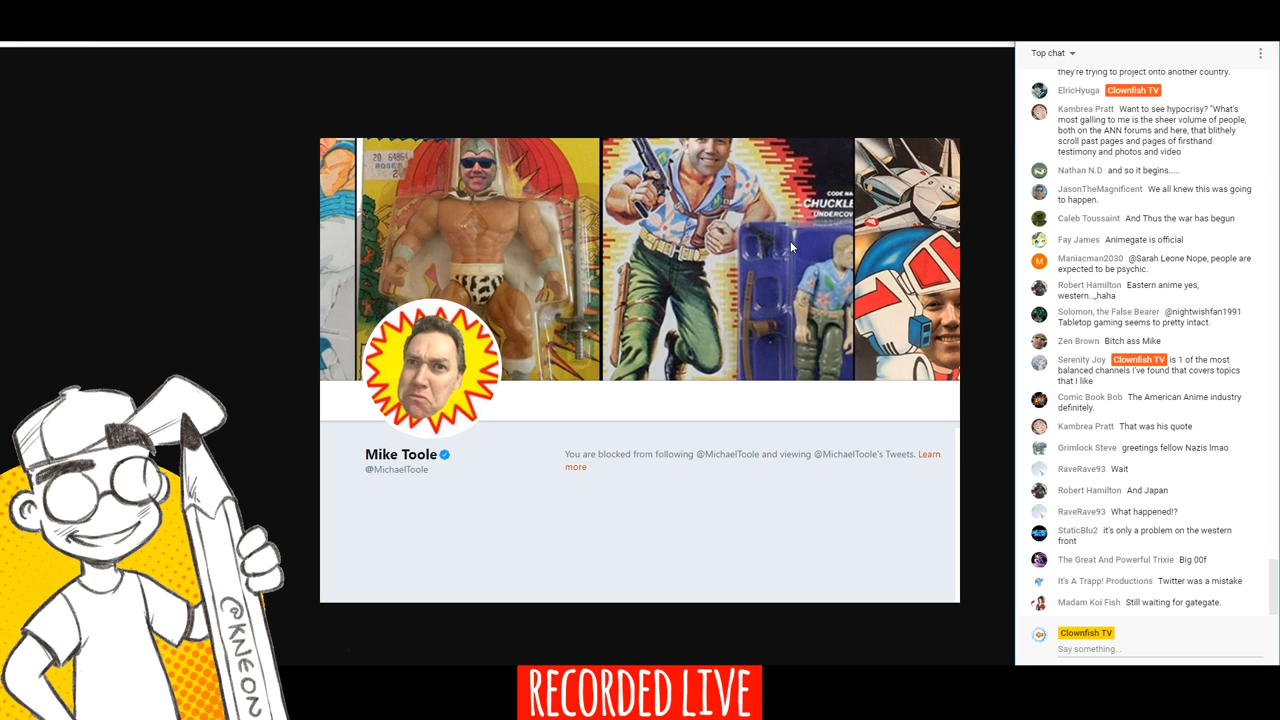 Top chat
they're trying to project onto another country.
ElricHyuga Clownfish TV
Kambrea Pratt Want to see hypocrisy? "What's
most galling to me is the sheer volume of people,
both on the ANN forums and here, that blithely
scroll past pages and pages of firsthand
testimony and photos and video
Nathan N.D and so it begins.....
JasonTheMagnificent We all knew this was going
to happen.
Caleb Toussaint And Thus the war has begun
Fay James Animegate is official
M
Maniacman2030 @Sarah Leone Nope, people are
expected to be psychic.
Robert Hamilton Eastern anime yes,
western..,,haha
Solomon, the False Bearer @nightwishfan1991
Tabletop gaming seems to pretty intact.
Zen Brown Bitch ass Mike
Serenity Joy Clownfish TV is 1 of the most
balanced channels I've found that covers topics
that I like
Comic Book Bob The American Anime industry
definitely.
Kambrea Pratt That was his quote
Grimlock Steve greetings fellow Nazis lmao
RaveRave93 Wait
Robert Hamilton And Japan
RaveRave93 What happened!?
StaticBlu2 it's only a problem on the western
front
The Great And Powerful Trixie Big 00f
It's A Trapp! Productions Twitter was a mistake
Madam Koi Fish Still waiting for gategate.
Clownfish TV
Say something...
20 64864
CODE NA
CHUCKLE
UNDERCOV
Mike Toole
@MichaelToole
You are blocked from following @MichaelToole and viewing @MichaelToole's Tweets. Learn
more
@KNEON
RECORDED LIVE